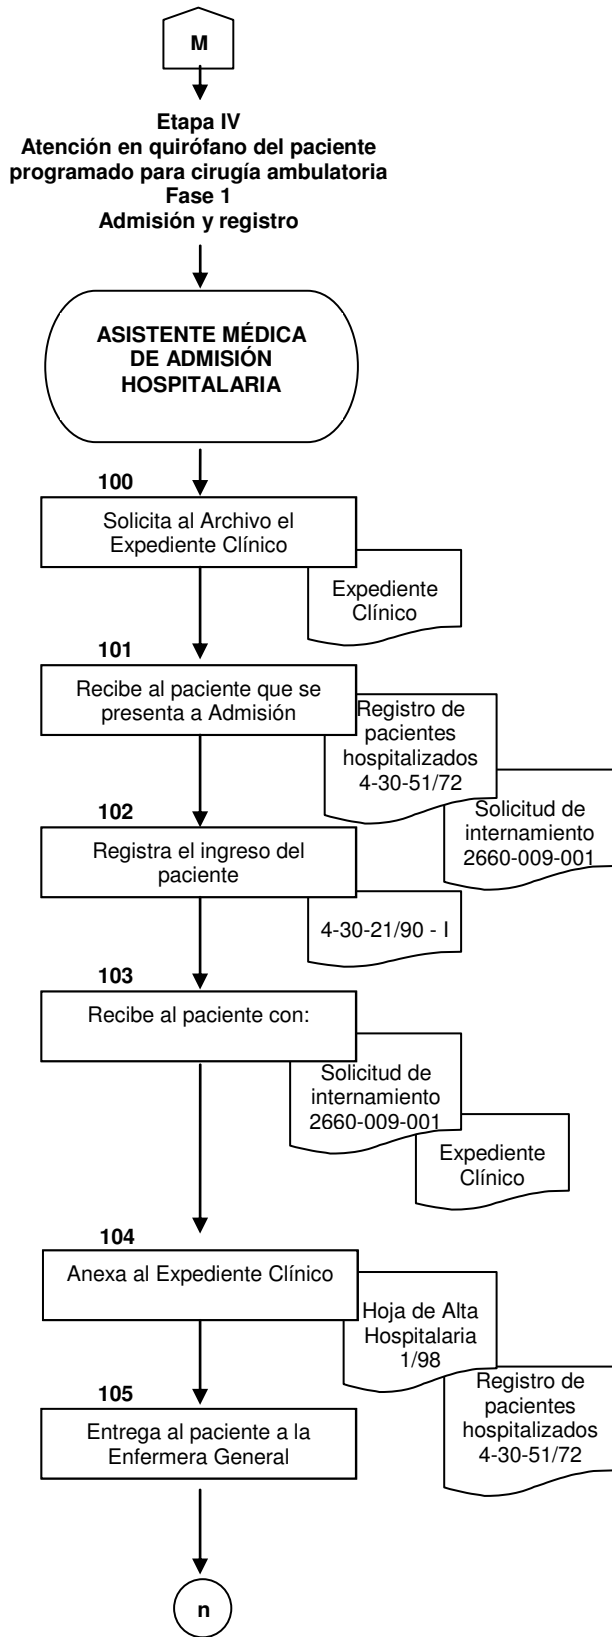 M
Etapa IV
Atención en quirófano del paciente
programado para cirugía ambulatoria
Fase 1
Admisión y registro
ASISTENTE MÉDICA
DE ADMISIÓN
HOSPITALARIA
100
Solicita al Archivo el
Expediente Clínico
Expediente
Clínico
101
Recibe al paciente que se
presenta a Admisión
Registro de
pacientes
hospitalizados
4-30-51/72
Solicitud de
internamiento
2660-009-001
102
Registra el ingreso del
paciente
4-30-21/90 - I
103
Recibe al paciente con:
Solicitud de
internamiento
2660-009-001
Expediente
Clínico
104
Anexa al Expediente Clínico
Hoja de Alta
Hospitalaria
1/98
Registro de
pacientes
hospitalizados
4-30-51/72
105
Entrega al paciente a la
Enfermera General
n